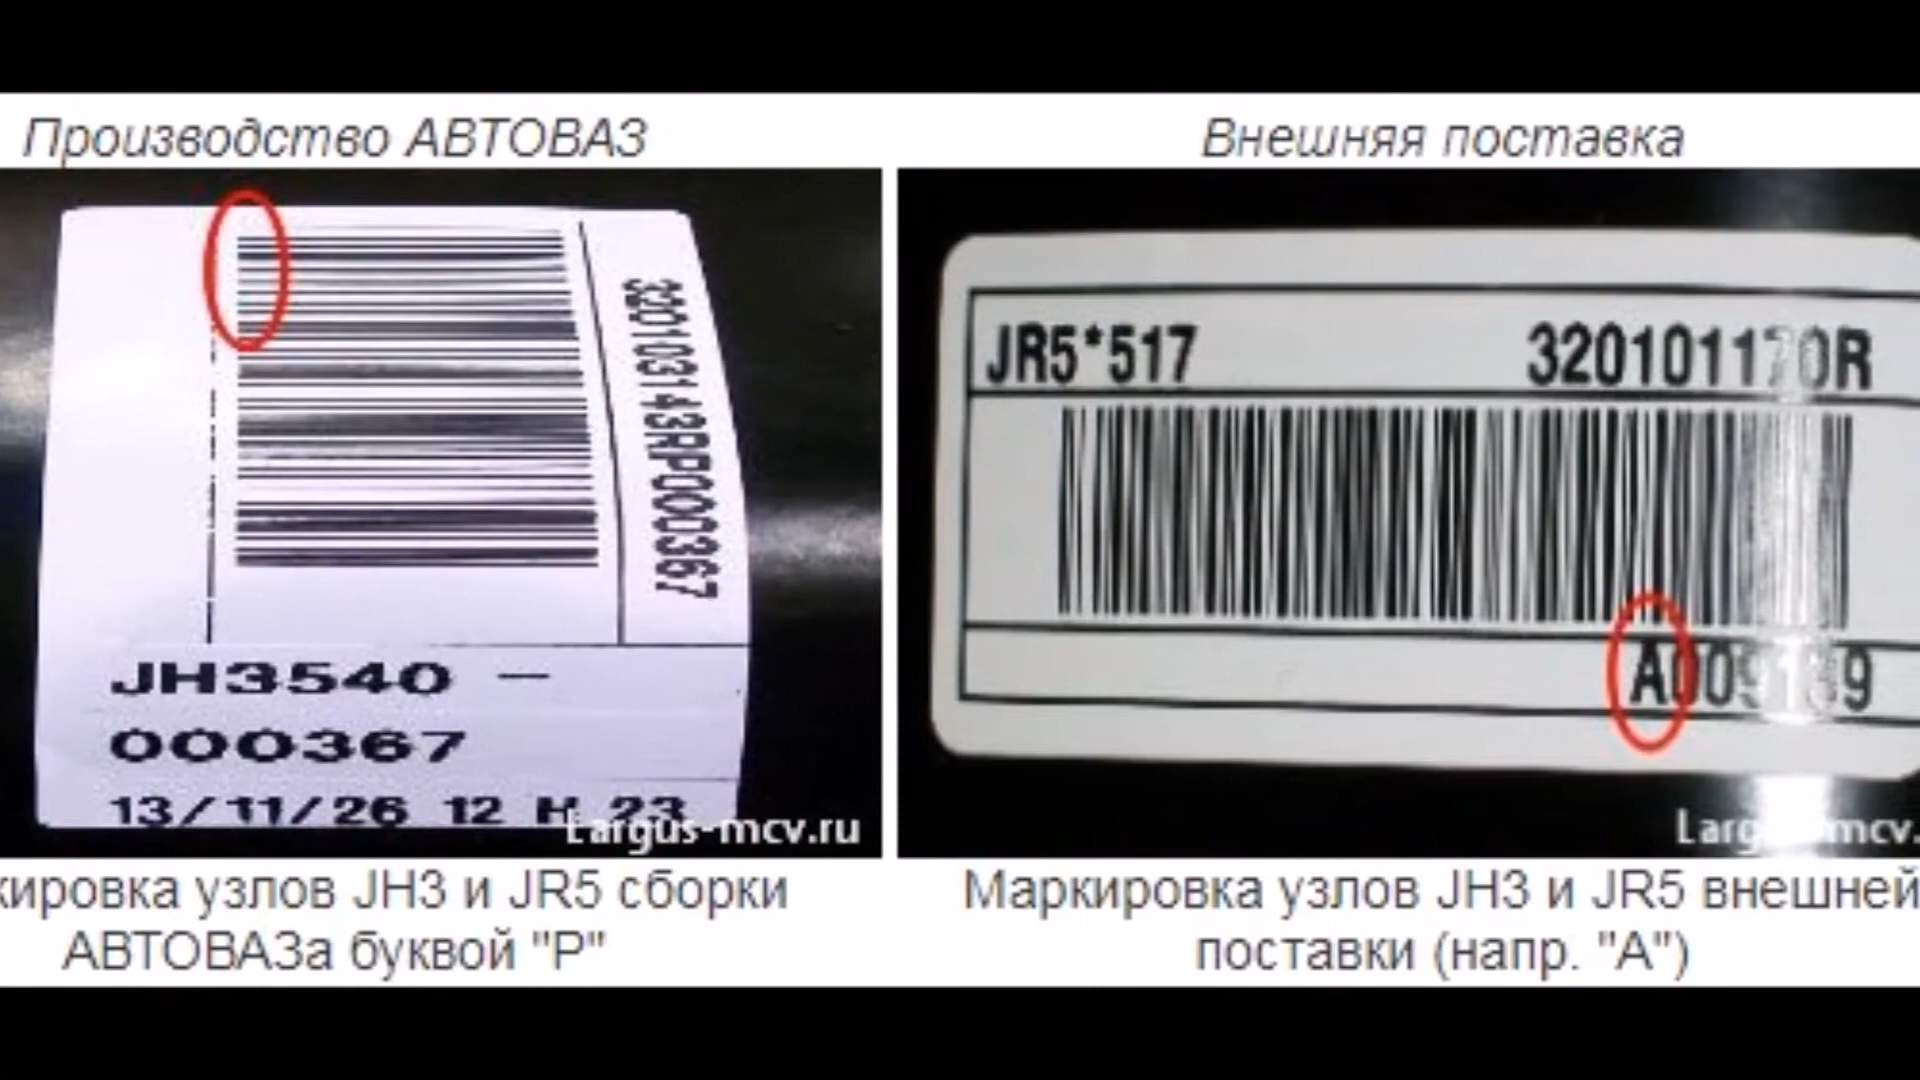 Производство АВТОВАЗ
320103143RP000367
JH3540 –
000367
13/11/26 12 H 23
Largus-mcv.ru
кировка узлов JH3 и JR5 сборки
АВТОВАЗа буквой "Р"
Внешняя поставка
JR5*517 320101170R
Маркировка узлов JH3 и JR5 внешней
поставки (напр. "А")